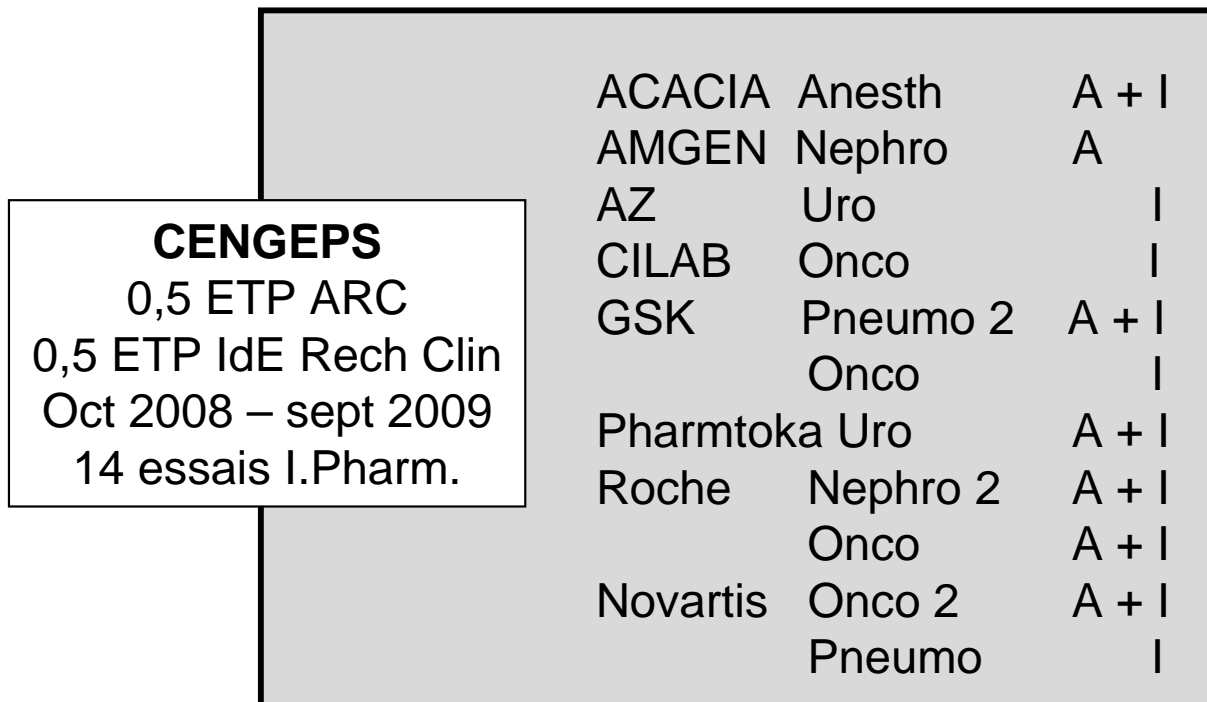 CENGEPS
0,5 ETP ARC
0,5 ETP IdE Rech Clin
Oct 2008 – sept 2009
14 essais I.Pharm.
ACACIA Anesth A + I
AMGEN Nephro A
AZ Uro I
CILAB Onco I
GSK Pneumo 2 A + I
Onco I
Pharmtoka Uro A + I
Roche Nephro 2 A + I
Onco A + I
Novartis Onco 2 A + I
Pneumo I